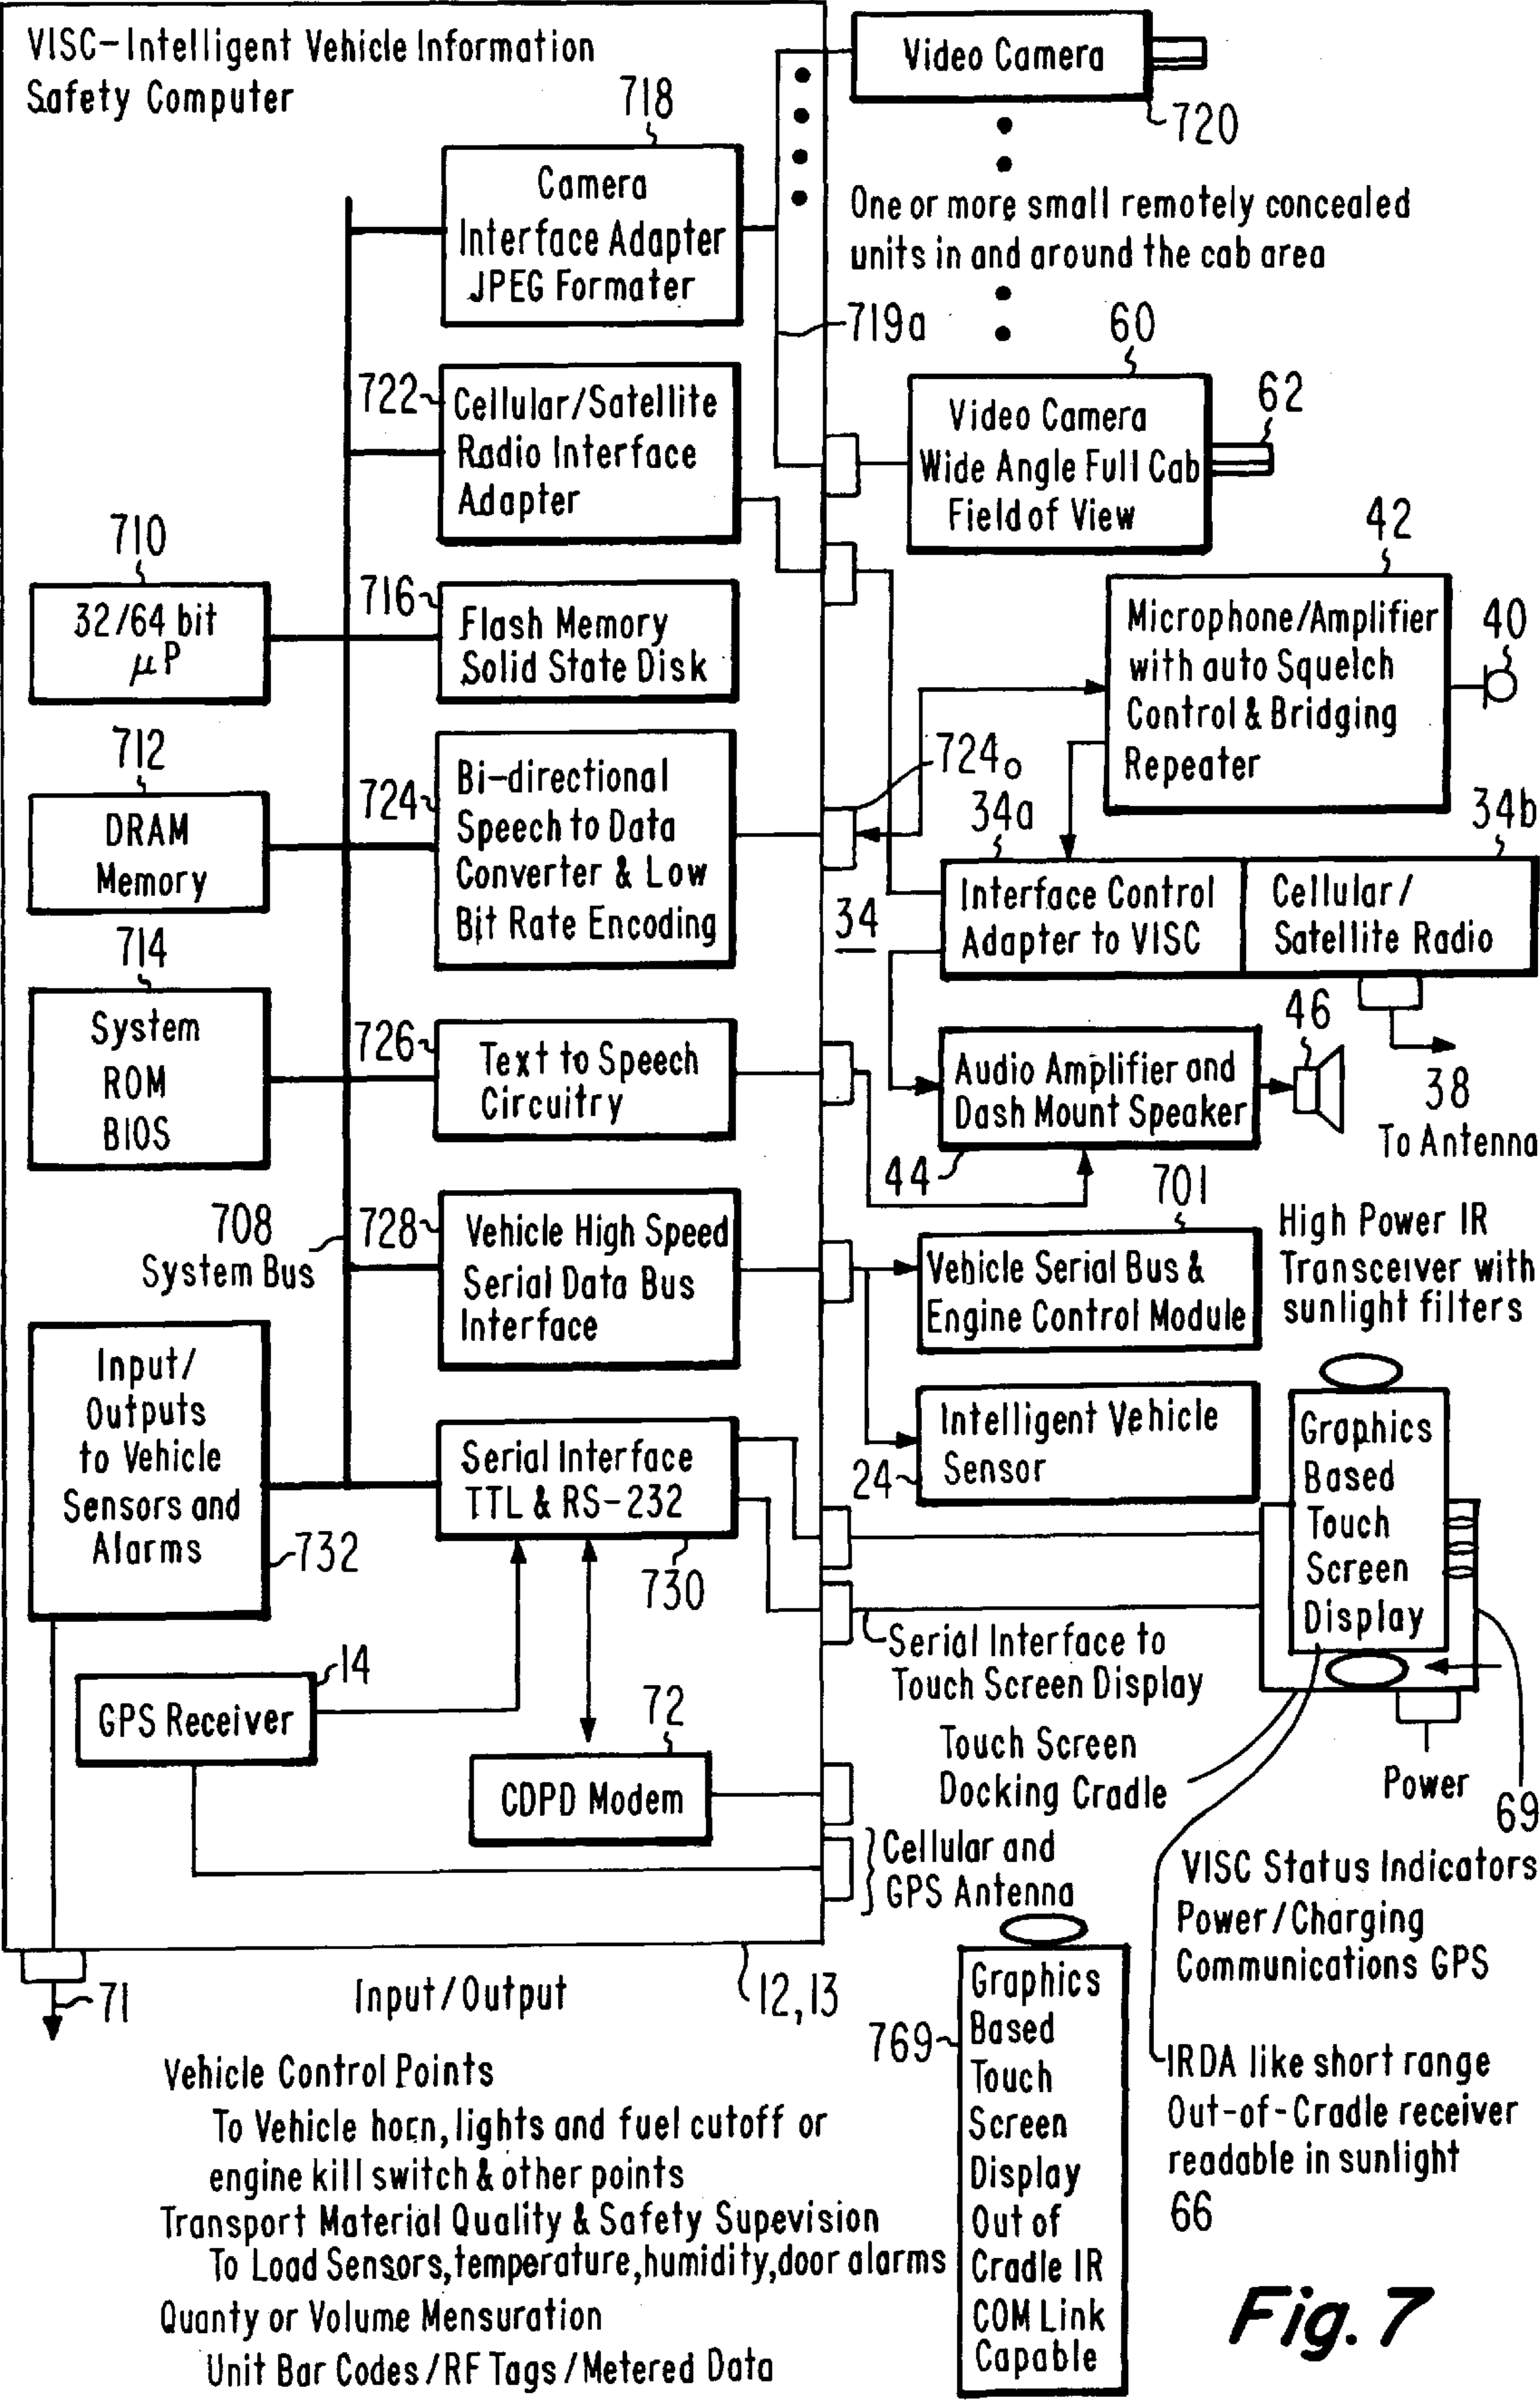 VISC-Intelligent Vehicle Information
Safety Computer
718
Camera
Interface Adapter
JPEG Formater
Video Camera
720
One or more small remotely concealed
units in and around the cab area
719a
60
Video Camera
Wide Angle Full Cab
Field of View
62
722
Cellular/Satellite
Radio Interface
Adapter
710
32/64 bit
μP
716
Flash Memory
Solid State Disk
42
Microphone/Amplifier
with auto Squelch
Control & Bridging
Repeater
40
712
DRAM
Memory
724
Bi-directional
Speech to Data
Converter & Low
Bit Rate Encoding
724o
34
34a
Interface Control
Adapter to VISC
34b
Cellular/
Satellite Radio
714
System
ROM
BIOS
726
Text to Speech
Circuitry
Audio Amplifier and
Dash Mount Speaker
44
46
38
To Antenna
708
System Bus
728
Vehicle High Speed
Serial Data Bus
Interface
701
Vehicle Serial Bus &
Engine Control Module
High Power IR
Transceiver with
sunlight filters
Input/
Outputs
to Vehicle
Sensors and
Alarms
732
Serial Interface
TTL & RS-232
730
Intelligent Vehicle
Sensor
24
Graphics
Based
Touch
Screen
Display
Serial Interface to
Touch Screen Display
14
GPS Receiver
72
CDPD Modem
Touch Screen
Docking Cradle
Power
69
Cellular and
GPS Antenna
VISC Status Indicators
Power/Charging
Communications GPS
71
Input/Output
12,13
769
Graphics
Based
Touch
Screen
Display
Out of
Cradle IR
COM Link
Capable
IRDA like short range
Out-of-Cradle receiver
readable in sunlight
66
Vehicle Control Points
To Vehicle horn, lights and fuel cutoff or
engine kill switch & other points
Transport Material Quality & Safety Supevision
To Load Sensors, temperature, humidity, door alarms
Quanty or Volume Mensuration
Unit Bar Codes/RF Tags/Metered Data
Fig. 7